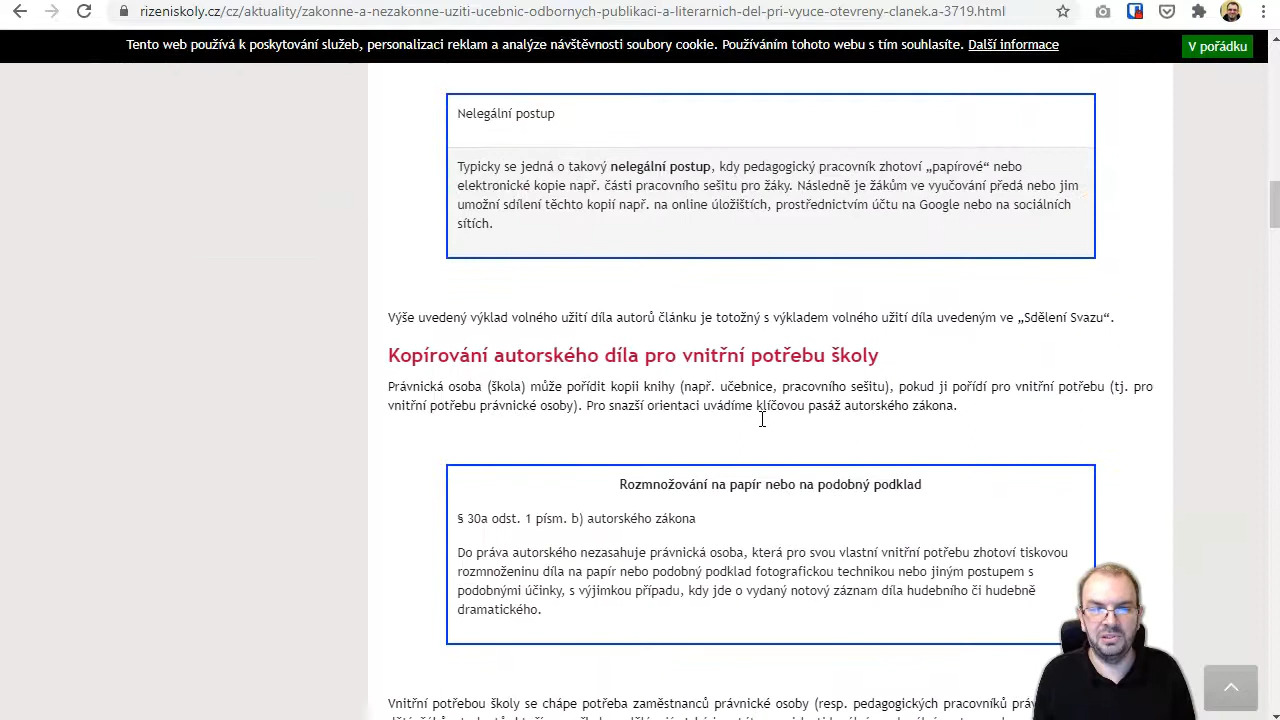 rizeniskoly.cz/cz/aktuality/zakonne-a-nezakonne-uziti-ucebnic-odbornych-publikaci-a-literarnich-del-pri-vyuce-otevreny-clanek.a-3719.html
Tento web používá k poskytování služeb, personalizaci reklam a analýze návštěvnosti soubory cookie. Používáním tohoto webu s tím souhlasíte. Další informace
V pořádku
Nelegální postup
Typicky se jedná o takový nelegální postup, kdy pedagogický pracovník zhotoví „papírové“ nebo
elektronické kopie např. části pracovního sešitu pro žáky. Následně je žákům ve vyučování předá nebo jim
umožní sdílení těchto kopií např. na online úložištích, prostřednictvím účtu na Google nebo na sociálních
sítích.
Výše uvedený výklad volného užití díla autorů článku je totožný s výkladem volného užití díla uvedeným ve „Sdělení Svazu“.
Kopírování autorského díla pro vnitřní potřebu školy
Právnická osoba (škola) může pořídit kopii knihy (např. učebnice, pracovního sešitu), pokud ji pořídí pro vnitřní potřebu (tj. pro
vnitřní potřebu právnické osoby). Pro snazší orientaci uvádíme klíčovou pasáž autorského zákona.
Rozmnožování na papír nebo na podobný podklad
§ 30a odst. 1 písm. b) autorského zákona
Do práva autorského nezasahuje právnická osoba, která pro svou vlastní vnitřní potřebu zhotoví tiskovou
rozmnoženinu díla na papír nebo podobný podklad fotografickou technikou nebo jiným postupem s
podobnými účinky, s výjimkou případu, kdy jde o vydaný notový záznam díla hudebního či hudebně
dramatického.
Vnitřní potřebou školy se chápe potřeba zaměstnanců právnické osoby (resp. pedagogických pracovníků